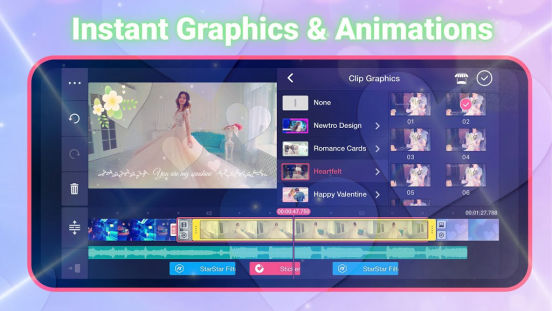 Instant Graphics & Animations
Clip Graphics
None
Newtro Design
Romance Cards
Heartfelt
Happy Valentine
01
02
03
04
05
06
You are my sunshine
00:00:47.750
00:01:27.788
StarStar Filt
Sticker
StarStar Filt